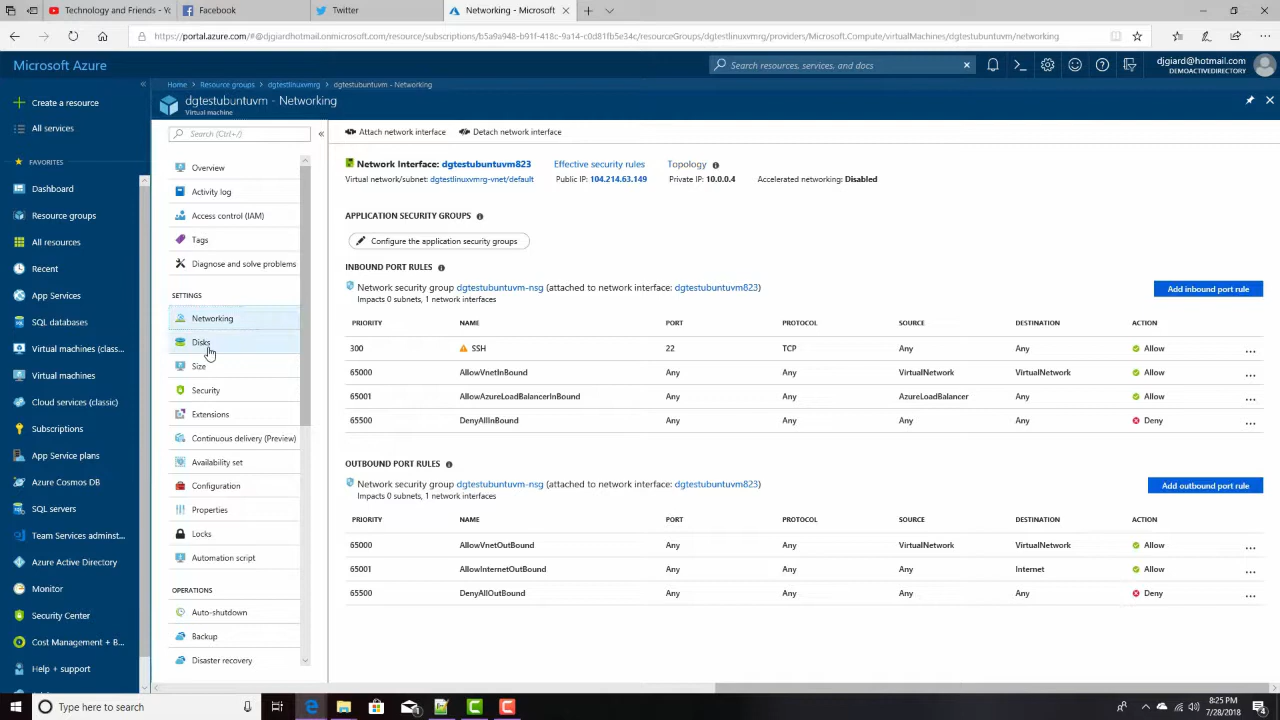 Technology and Friends - Yo
Facebook
Twitter
Networking - Microsoft
https://portal.azure.com/#@djgiardhotmail.onmicrosoft.com/resource/subscriptions/b5a9a948-b91f-418c-9a14-c0d81fb5e34c/resourceGroups/dgtestlinuxvmrg/providers/Microsoft.Compute/virtualMachines/dgtestubuntuvm/networking
Microsoft Azure
Search resources, services, and docs
djgiard@hotmail.com
DEMOACTIVEDIRECTORY
Home > Resource groups > dgtestlinuxvmrg > dgtestubuntuvm - Networking
dgtestubuntuvm - Networking
Virtual machine
Create a resource
All services
FAVORITES
Dashboard
Resource groups
All resources
Recent
App Services
SQL databases
Virtual machines (class...
Virtual machines
Cloud services (classic)
Subscriptions
App Service plans
Azure Cosmos DB
SQL servers
Team Services adminst...
Azure Active Directory
Monitor
Security Center
Cost Management + B...
Help + support
Search (Ctrl+/)
Overview
Activity log
Access control (IAM)
Tags
Diagnose and solve problems
SETTINGS
Networking
Disks
Size
Security
Extensions
Continuous delivery (Preview)
Availability set
Configuration
Properties
Locks
Automation script
OPERATIONS
Auto-shutdown
Backup
Disaster recovery
Attach network interface Detach network interface
Network Interface: dgtestubuntuvm823 Effective security rules Topology
Virtual network/subnet: dgtestlinuxvmrg-vnet/default Public IP: 104.214.63.149 Private IP: 10.0.0.4 Accelerated networking: Disabled
APPLICATION SECURITY GROUPS
Configure the application security groups
INBOUND PORT RULES
Network security group dgtestubuntuvm-nsg (attached to network interface: dgtestubuntuvm823)
Impacts 0 subnets, 1 network interfaces
Add inbound port rule
PRIORITY NAME PORT PROTOCOL SOURCE DESTINATION ACTION
300 SSH 22 TCP Any Any Allow ...
65000 AllowVnetInBound Any Any VirtualNetwork VirtualNetwork Allow ...
65001 AllowAzureLoadBalancerInBound Any Any AzureLoadBalancer Any Allow ...
65500 DenyAllInBound Any Any Any Any Deny ...
OUTBOUND PORT RULES
Network security group dgtestubuntuvm-nsg (attached to network interface: dgtestubuntuvm823)
Impacts 0 subnets, 1 network interfaces
Add outbound port rule
PRIORITY NAME PORT PROTOCOL SOURCE DESTINATION ACTION
65000 AllowVnetOutBound Any Any VirtualNetwork VirtualNetwork Allow ...
65001 AllowInternetOutBound Any Any Any Internet Allow ...
65500 DenyAllOutBound Any Any Any Any Deny ...
Type here to search
8:25 PM
7/28/2018